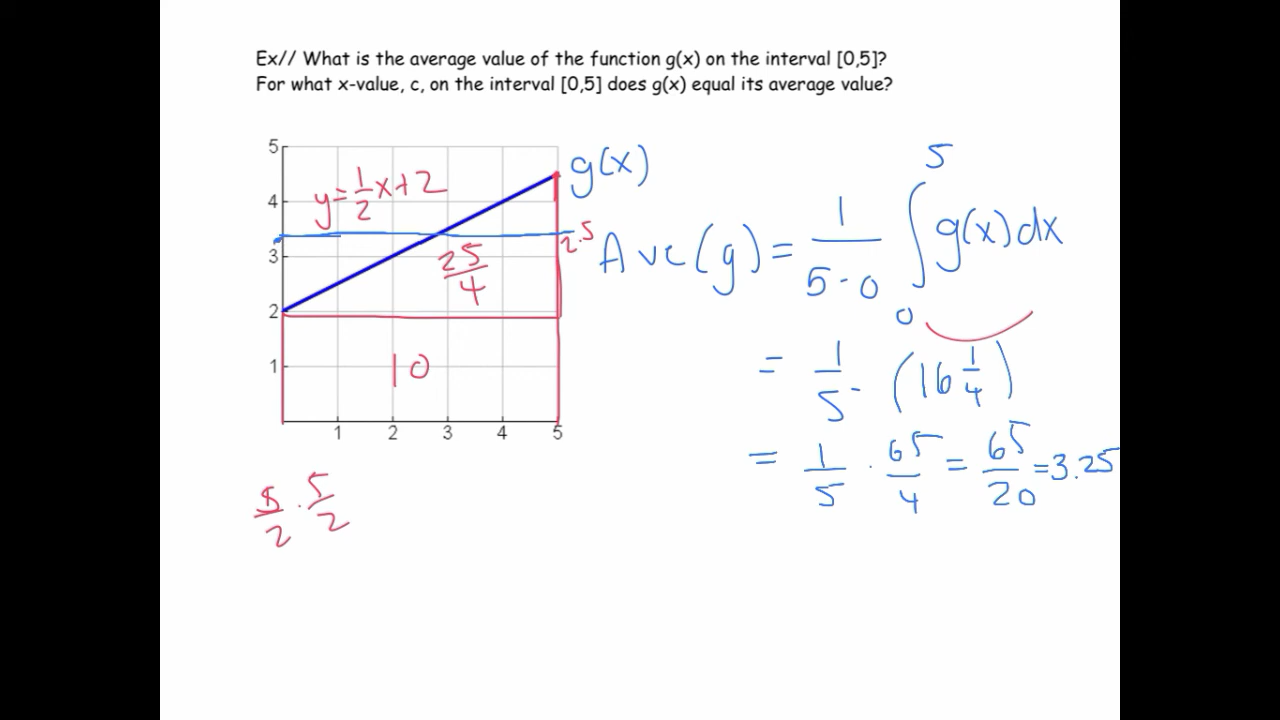 Ex// What is the average value of the function g(x) on the interval [0,5]?
For what x-value, c, on the interval [0,5] does g(x) equal its average value?
5
4
3
2
1
1 2 3 4 5
y=1/2x+2
g(x)
2.5
25/4
10
5/2 · 5/2
Ave(g) = 1/(5-0) ∫₀⁵ g(x)dx
= 1/5 · (16 1/4)
= 1/5 · 65/4 = 65/20 = 3.25